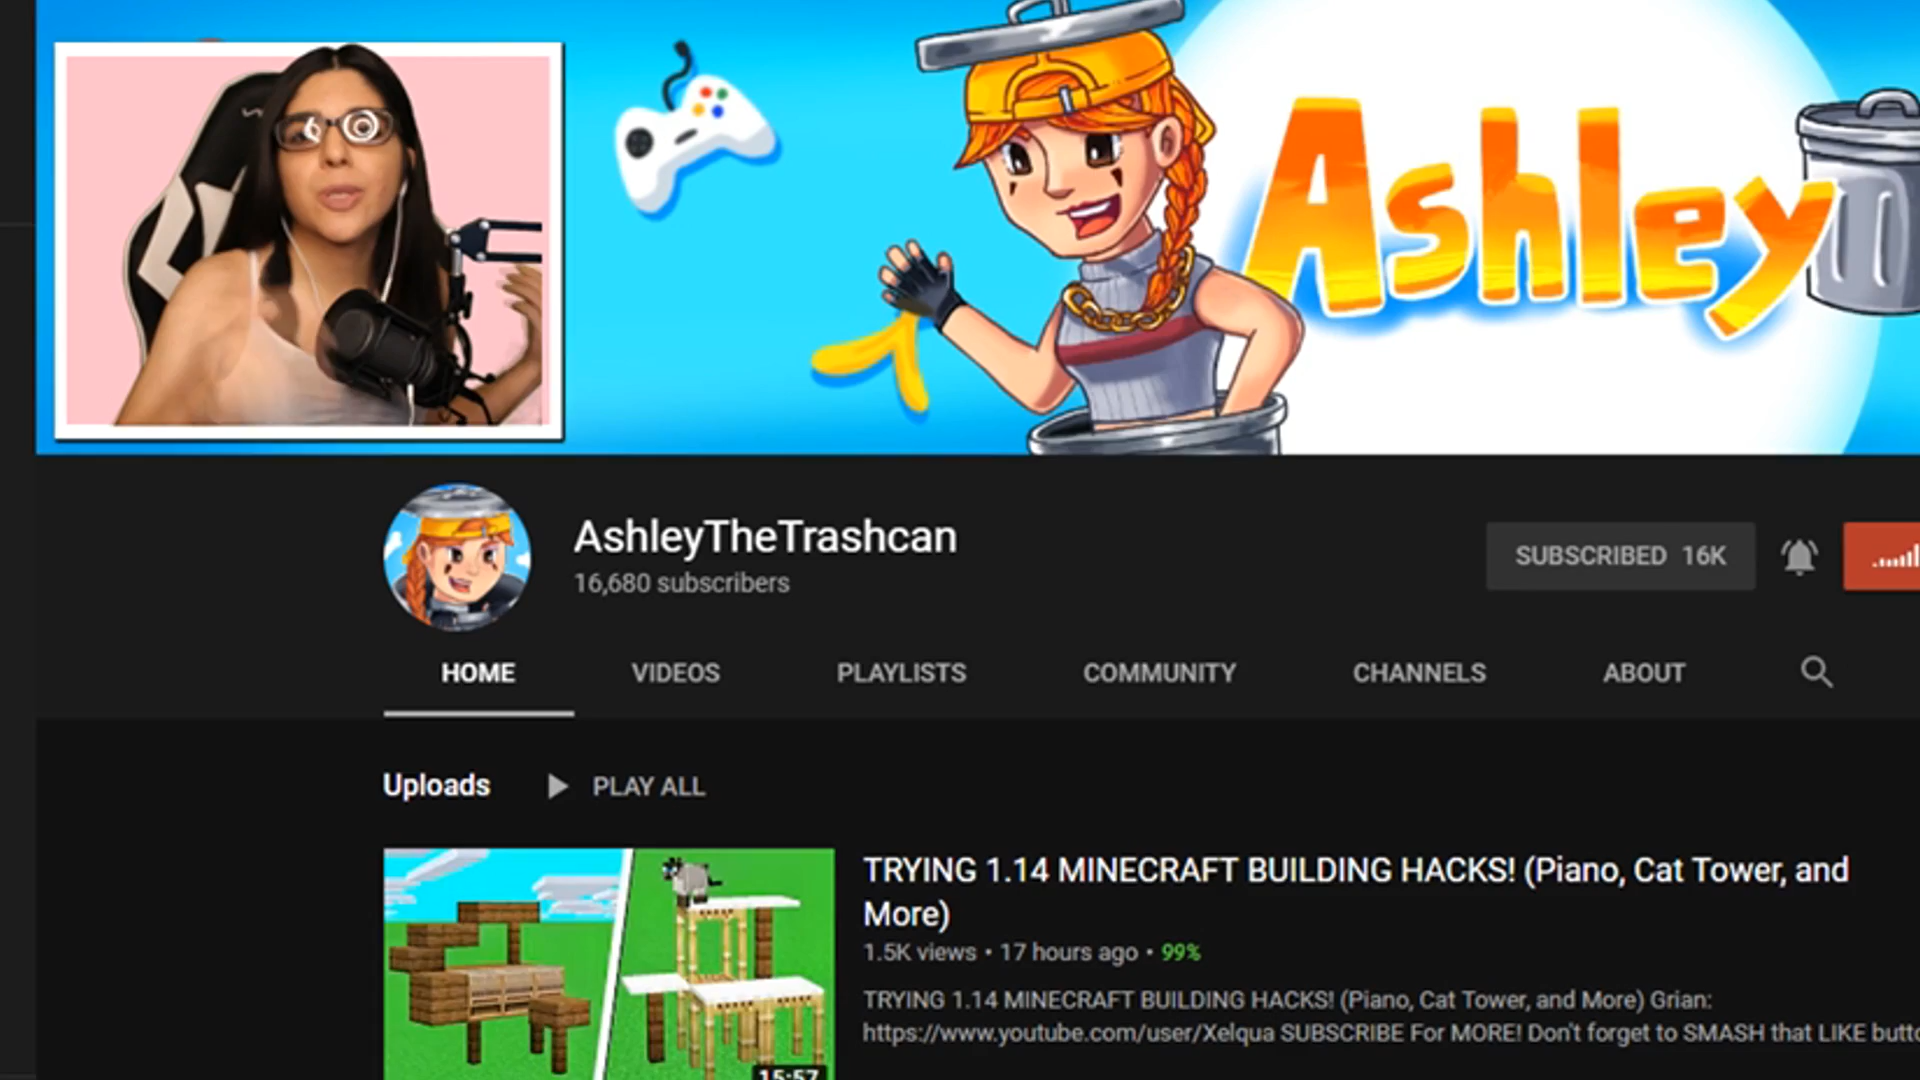 Ashley
AshleyTheTrashcan
16,680 subscribers
SUBSCRIBED 16K
HOME VIDEOS PLAYLISTS COMMUNITY CHANNELS ABOUT
Uploads PLAY ALL
TRYING 1.14 MINECRAFT BUILDING HACKS! (Piano, Cat Tower, and
More)
1.5K views • 17 hours ago • 99%
TRYING 1.14 MINECRAFT BUILDING HACKS! (Piano, Cat Tower, and More) Grian:
https://www.youtube.com/user/Xelqua SUBSCRIBE For MORE! Don't forget to SMASH that LIKE butto
15:57